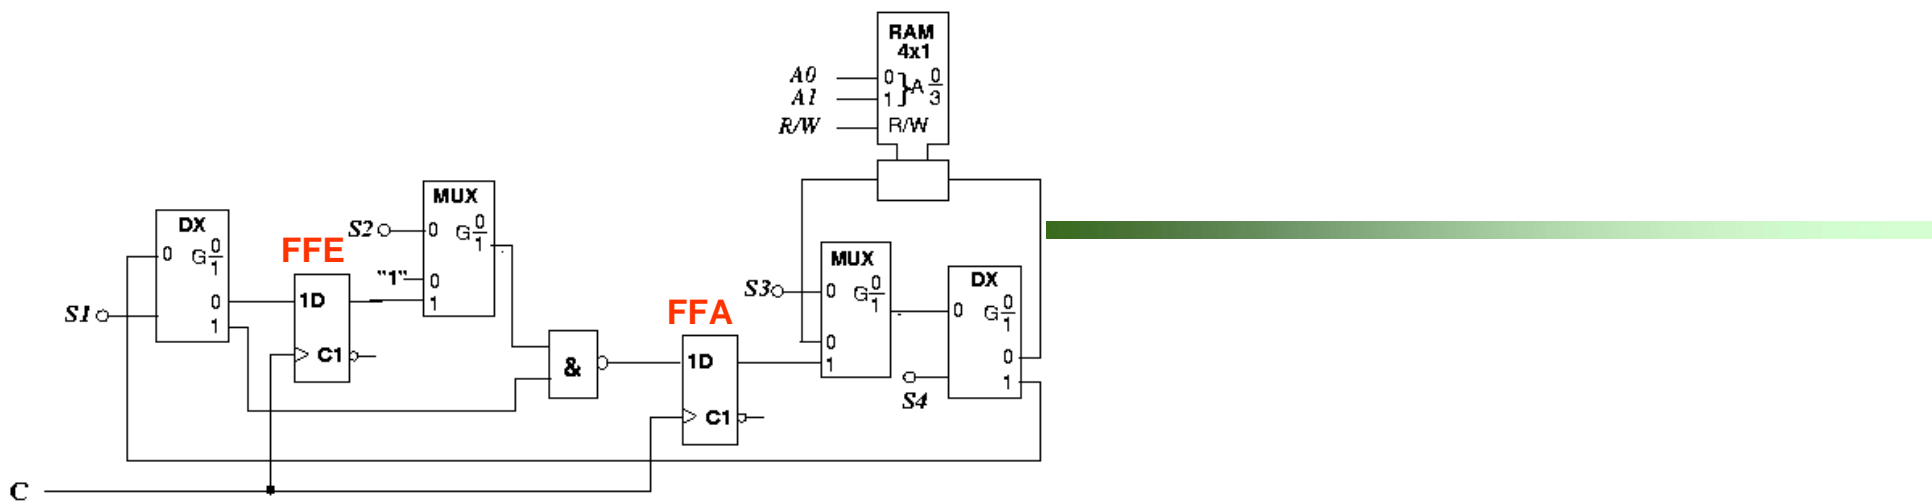 RAM
4x1
A0
A1
R/W
0
1
} A 0/3
R/W
DX
0
G 0/1
0
1
S1
FFE
1D
C1
MUX
S2
0
G 0/1
"1"
0
1
&
FFA
1D
C1
MUX
S3
0
G 0/1
0
1
DX
0
G 0/1
0
1
S4
C